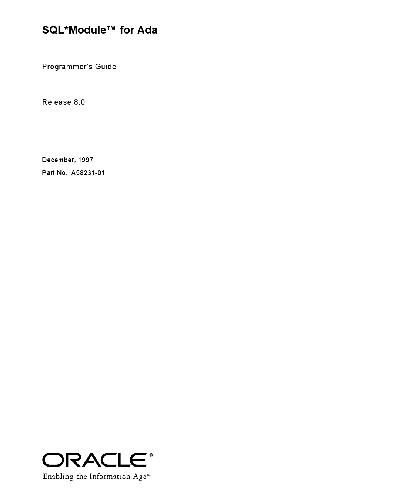 SQL*Module™ for Ada
Programmer's Guide
Release 8.0
December, 1997
Part No. A58231-01
ORACLE®
Enabling the Information Age™